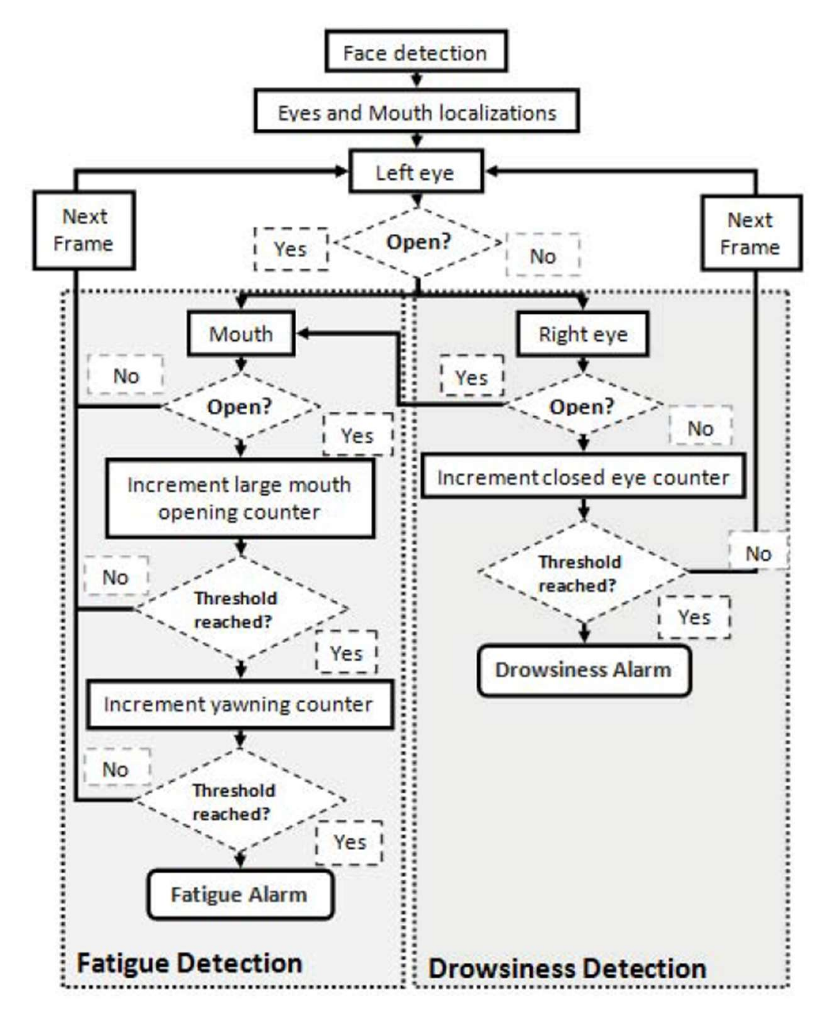 Face detection
Eyes and Mouth localizations
Left eye
Next
Frame
Next
Frame
Yes
Open?
No
Mouth
Right eye
No
Open?
Yes
Yes
Open?
No
Increment large mouth
opening counter
Increment closed eye counter
No
Threshold
reached?
Yes
Threshold
reached?
No
Yes
Increment yawning counter
Drowsiness Alarm
No
Threshold
reached?
Yes
Fatigue Alarm
Fatigue Detection
Drowsiness Detection